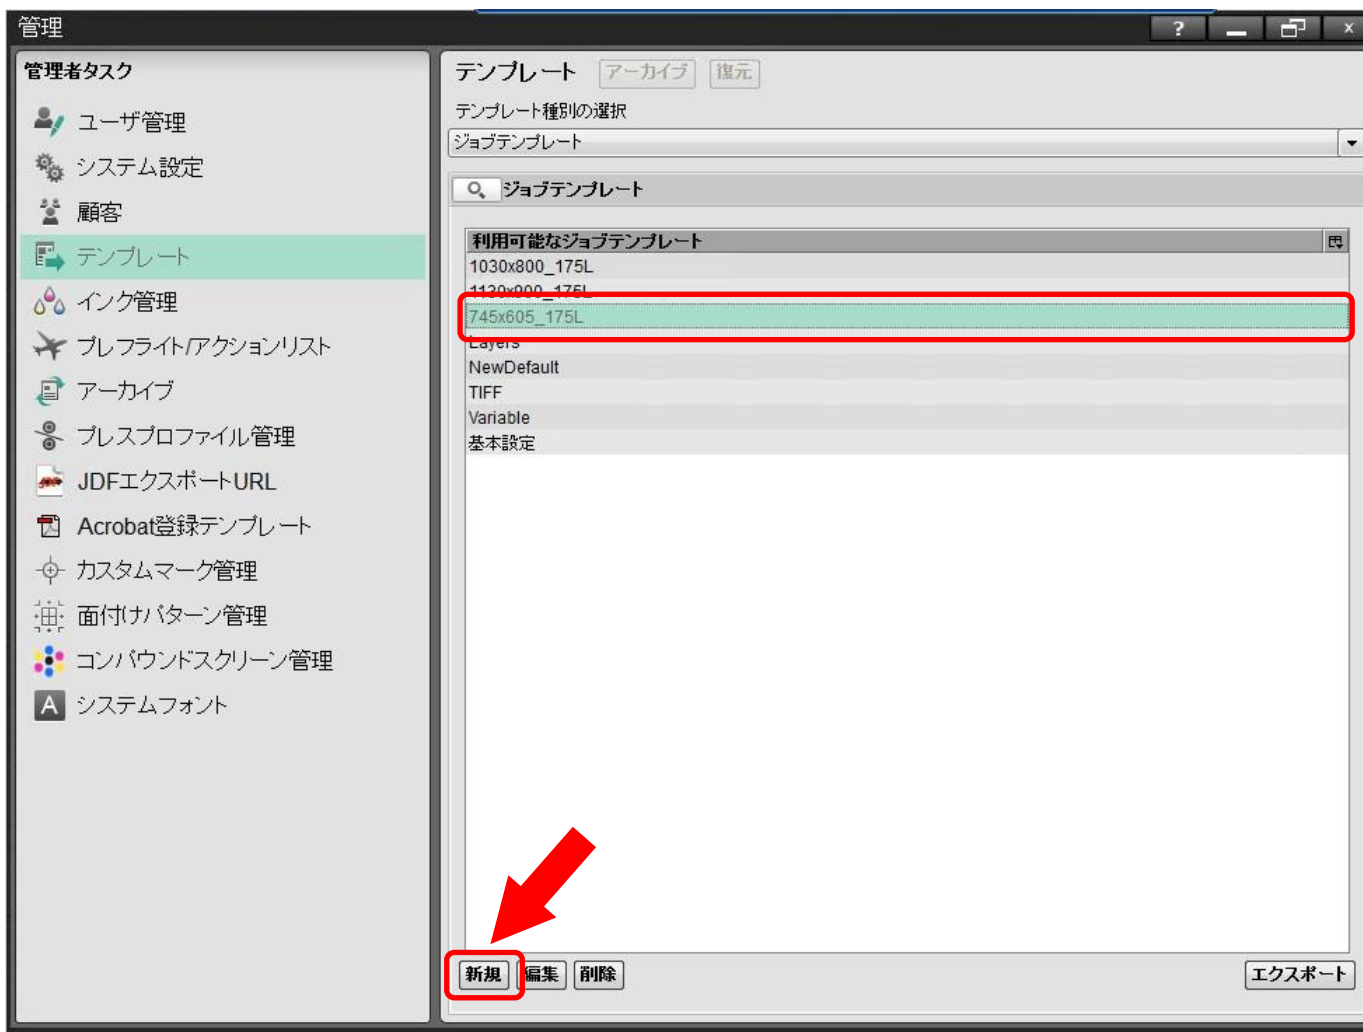 管理
? x
管理者タスク
ユーザ管理
システム設定
顧客
テンプレート
インク管理
プレフライト/アクションリスト
アーカイブ
プレスプロファイル管理
JDFエクスポートURL
Acrobat登録テンプレート
カスタムマーク管理
面付けパターン管理
コンパウンドスクリーン管理
A システムフォント
テンプレート アーカイブ 復元
テンプレート種別の選択
ジョブテンプレート
ジョブテンプレート
利用可能なジョブテンプレート
1030x800_175L
1130x900_175L
745x605_175L
Layers
NewDefault
TIFF
Variable
基本設定
新規 編集 削除 エクスポート